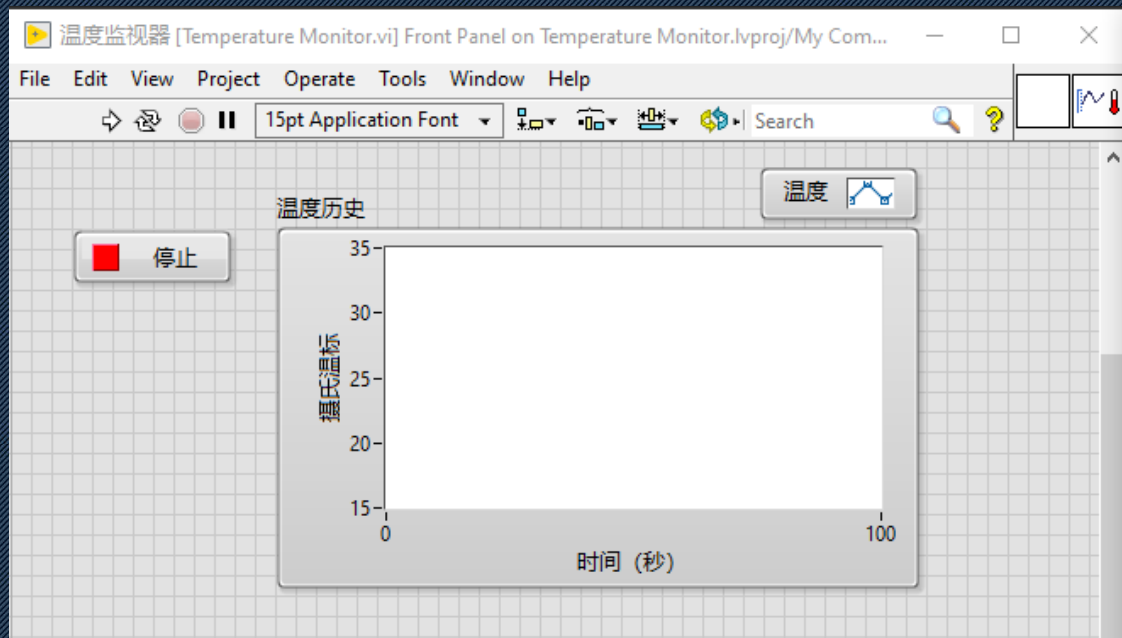 温度监视器 [Temperature Monitor.vi] Front Panel on Temperature Monitor.lvproj/My Com...
File Edit View Project Operate Tools Window Help
15pt Application Font
Search
温度
温度历史
停止
35
30
25
20
15
摄氏温标
0
100
时间 (秒)